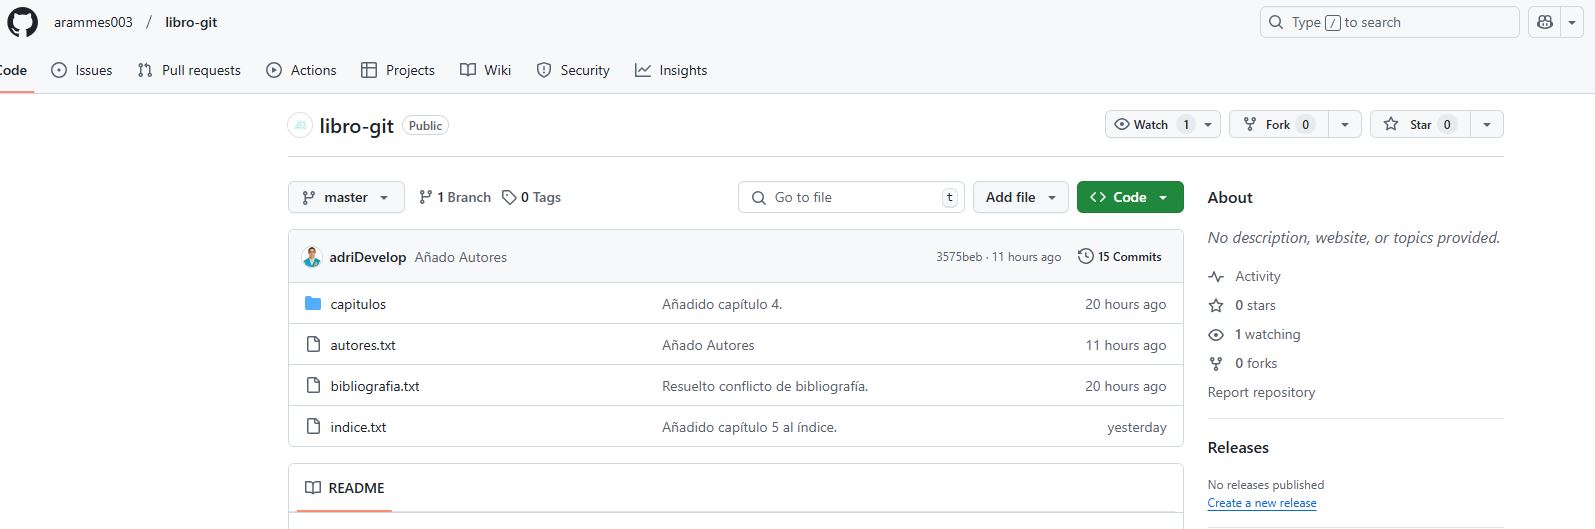 arammes003 / libro-git
Type / to search
Code Issues Pull requests Actions Projects Wiki Security Insights
libro-git Public
Watch 1 Fork 0 Star 0
master 1 Branch 0 Tags
Go to file t Add file Code
adriDevelop Añado Autores 3575beb · 11 hours ago 15 Commits
capitulos Añadido capítulo 4. 20 hours ago
autores.txt Añado Autores 11 hours ago
bibliografia.txt Resuelto conflicto de bibliografía. 20 hours ago
indice.txt Añadido capítulo 5 al índice. yesterday
README
About
No description, website, or topics provided.
Activity
0 stars
1 watching
0 forks
Report repository
Releases
No releases published
Create a new release